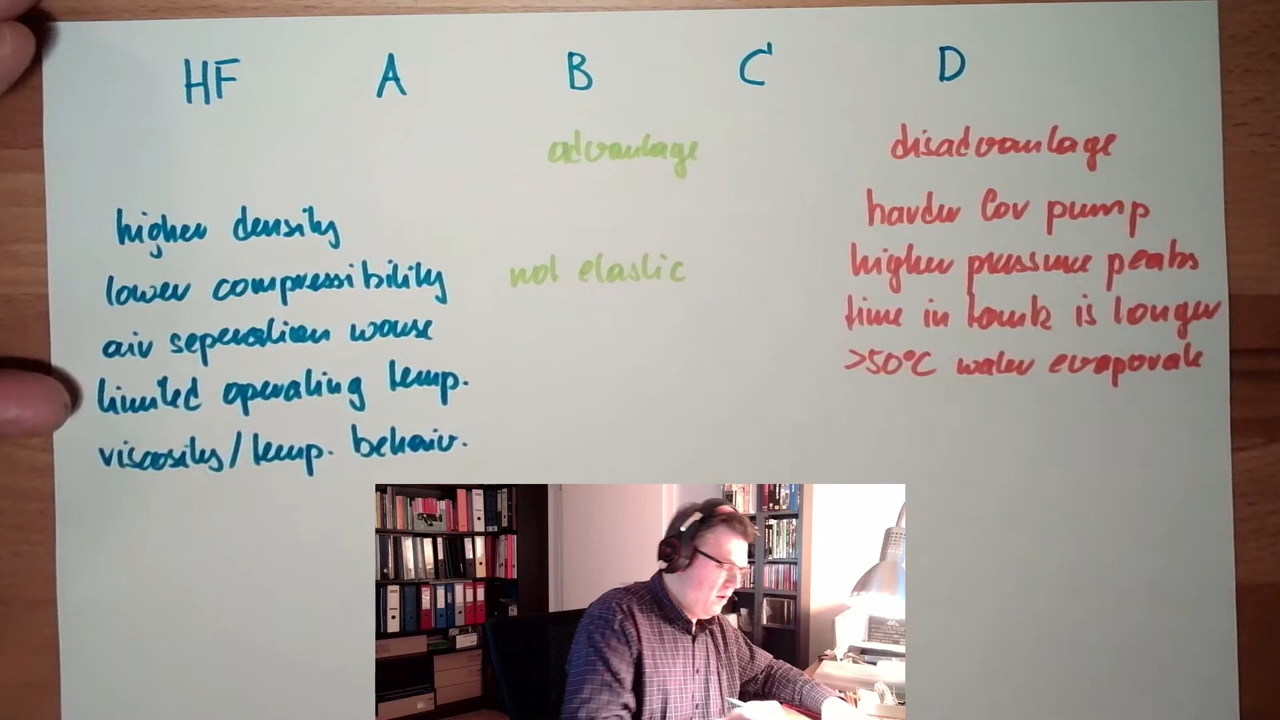 HF A B C D
advantage disadvantage
higher density harder for pump
lower compressibility not elastic higher pressure peaks
air seperation worse time in tank is longer
limited operating temp. >50°C water evaporate
viscosity/temp. behaiv.